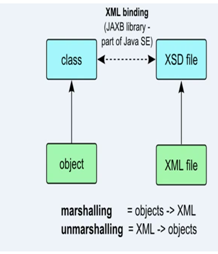 XML binding
(JAXB library -
part of Java SE)
class
XSD file
object
XML file
marshalling = objects -> XML
unmarshalling = XML -> objects